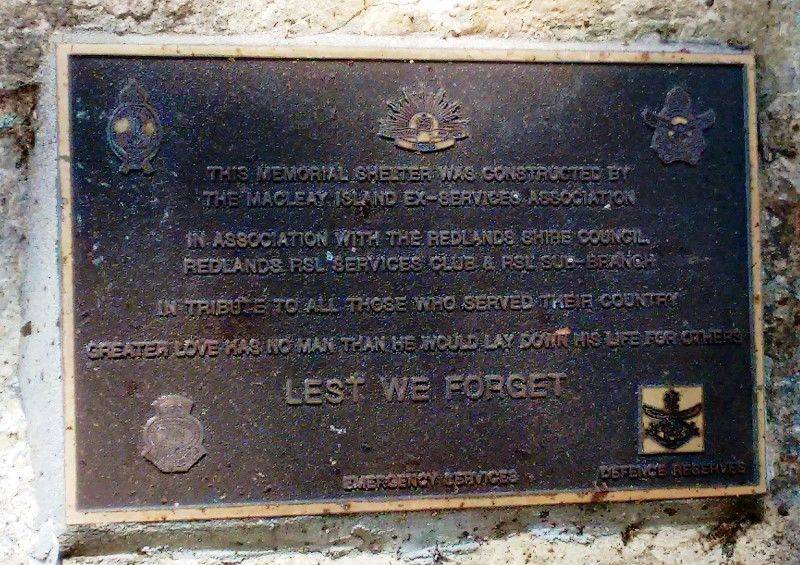 THIS MEMORIAL SHELTER WAS CONSTRUCTED BY
THE MACLEAY ISLAND EX-SERVICES ASSOCIATION
IN ASSOCIATION WITH THE REDLANDS SHIRE COUNCIL,
REDLANDS RSL SERVICES CLUB & RSL SUB-BRANCH
IN TRIBUTE TO ALL THOSE WHO SERVED THEIR COUNTRY
GREATER LOVE HAS NO MAN THAN HE WOULD LAY DOWN HIS LIFE FOR OTHERS
LEST WE FORGET
EMERGENCY SERVICES
DEFENCE RESERVES